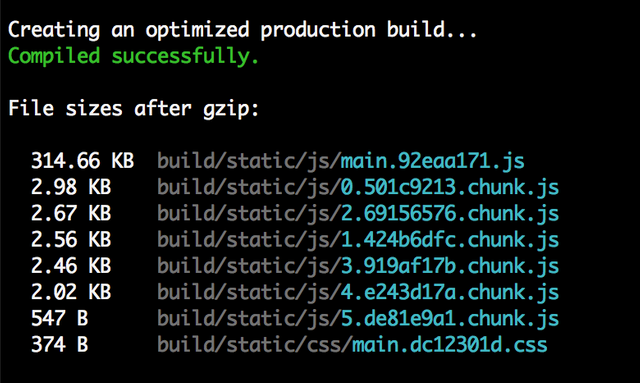 Creating an optimized production build...
Compiled successfully.
File sizes after gzip:
314.66 KB build/static/js/main.92eaa171.js
2.98 KB build/static/js/0.501c9213.chunk.js
2.67 KB build/static/js/2.69156576.chunk.js
2.56 KB build/static/js/1.424b6dfc.chunk.js
2.46 KB build/static/js/3.919af17b.chunk.js
2.02 KB build/static/js/4.e243d17a.chunk.js
547 B build/static/js/5.de81e9a1.chunk.js
374 B build/static/css/main.dc12301d.css